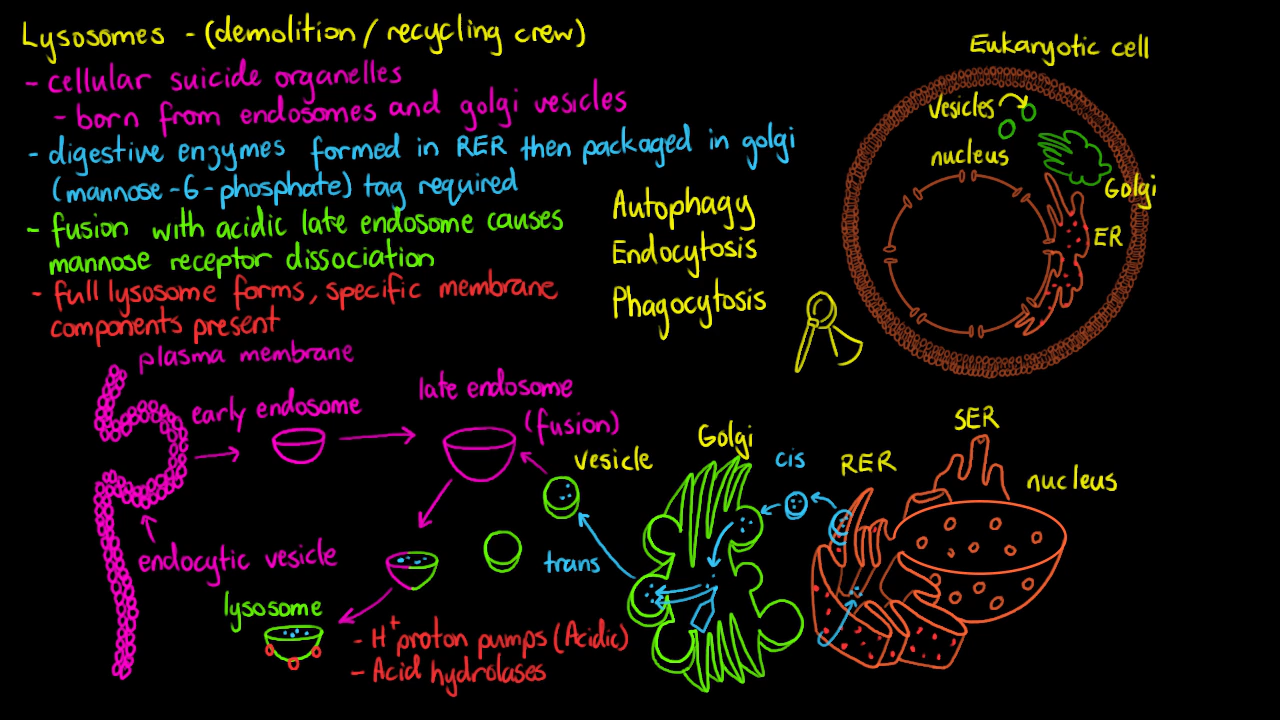 Lysosomes - (demolition / recycling crew)
- cellular suicide organelles
- born from endosomes and golgi vesicles
- digestive enzymes formed in RER then packaged in golgi
(mannose-6-phosphate) tag required
- fusion with acidic late endosome causes
mannose receptor dissociation
- full lysosome forms, specific membrane
components present
Autophagy
Endocytosis
Phagocytosis
Eukaryotic cell
vesicles
nucleus
Golgi
ER
plasma membrane
early endosome
late endosome
(fusion)
vesicle
Golgi
cis
RER
SER
nucleus
endocytic vesicle
trans
lysosome
- H+ proton pumps (Acidic)
- Acid hydrolases